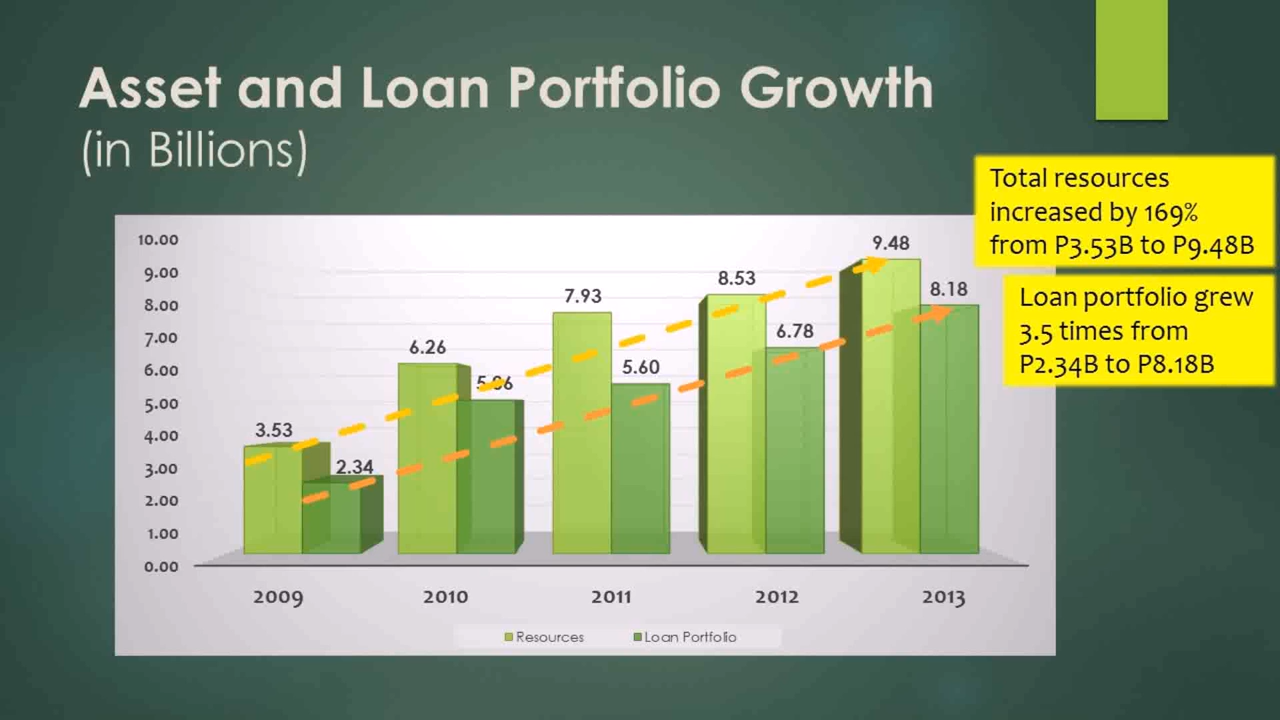 Asset and Loan Portfolio Growth
(in Billions)
Total resources
increased by 169%
from P3.53B to P9.48B
Loan portfolio grew
3.5 times from
P2.34B to P8.18B
10.00
9.00
8.00
7.00
6.00
5.00
4.00
3.00
2.00
1.00
0.00
3.53
2.34
6.26
7.93
5.60
8.53
6.78
9.48
8.18
2009 2010 2011 2012 2013
Resources Loan Portfolio